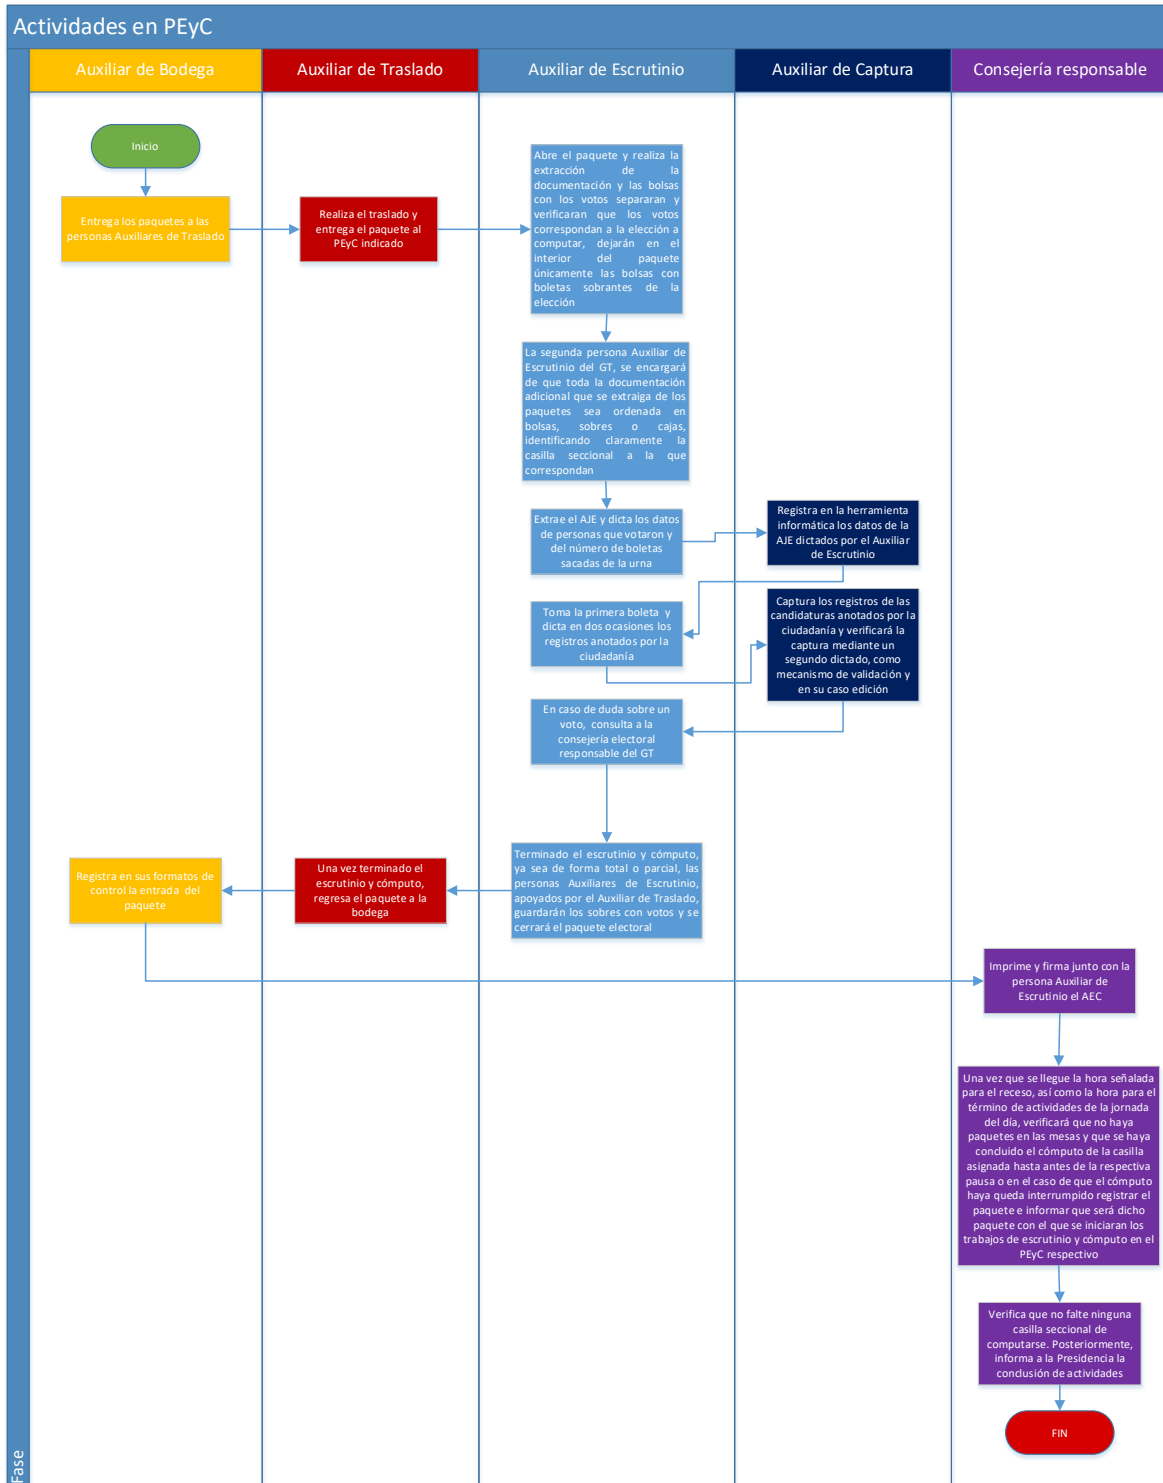 Actividades en PEyC
Auxiliar de Bodega
Auxiliar de Traslado
Auxiliar de Escrutinio
Auxiliar de Captura
Consejería responsable
Inicio
Entrega los paquetes a las
personas Auxiliares de Traslado
Realiza el traslado y
entrega el paquete al
PEyC indicado
Abre el paquete y realiza la
extracción de la
documentación y las bolsas
con los votos separaran y
verificaran que los votos
correspondan a la elección a
computar, dejarán en el
interior del paquete
únicamente las bolsas con
boletas sobrantes de la
elección
La segunda persona Auxiliar de
Escrutinio del GT, se encargará
de que toda la documentación
adicional que se extraiga de los
paquetes sea ordenada en
bolsas, sobres o cajas,
identificando claramente la
casilla seccional a la que
correspondan
Extrae el AJE y dicta los datos
de personas que votaron y
del número de boletas
sacadas de la urna
Registra en la herramienta
informática los datos de la
AJE dictados por el Auxiliar
de Escrutinio
Toma la primera boleta y
dicta en dos ocasiones los
registros anotados por la
ciudadanía
Captura los registros de las
candidaturas anotados por la
ciudadanía y verificará la
captura mediante un
segundo dictado, como
mecanismo de validación y
en su caso edición
En caso de duda sobre un
voto, consulta a la
consejería electoral
responsable del GT
Terminado el escrutinio y cómputo,
ya sea de forma total o parcial, las
personas Auxiliares de Escrutinio,
apoyados por el Auxiliar de Traslado,
guardarán los sobres con votos y se
cerrará el paquete electoral
Una vez terminado el
escrutinio y cómputo,
regresa el paquete a la
bodega
Registra en sus formatos de
control la entrada del
paquete
Imprime y firma junto con la
persona Auxiliar de
Escrutinio el AEC
Una vez que se llegue la hora señalada
para el receso, así como la hora para el
término de actividades de la jornada
del día, verificará que no haya
paquetes en las mesas y que se haya
concluido el cómputo de la casilla
asignada hasta antes de la respectiva
pausa o en el caso de que el cómputo
haya queda interrumpido registrar el
paquete e informar que será dicho
paquete con el que se iniciaran los
trabajos de escrutinio y cómputo en el
PEyC respectivo
Verifica que no falte ninguna
casilla seccional de
computarse. Posteriormente,
informa a la Presidencia la
conclusión de actividades
FIN
Fase